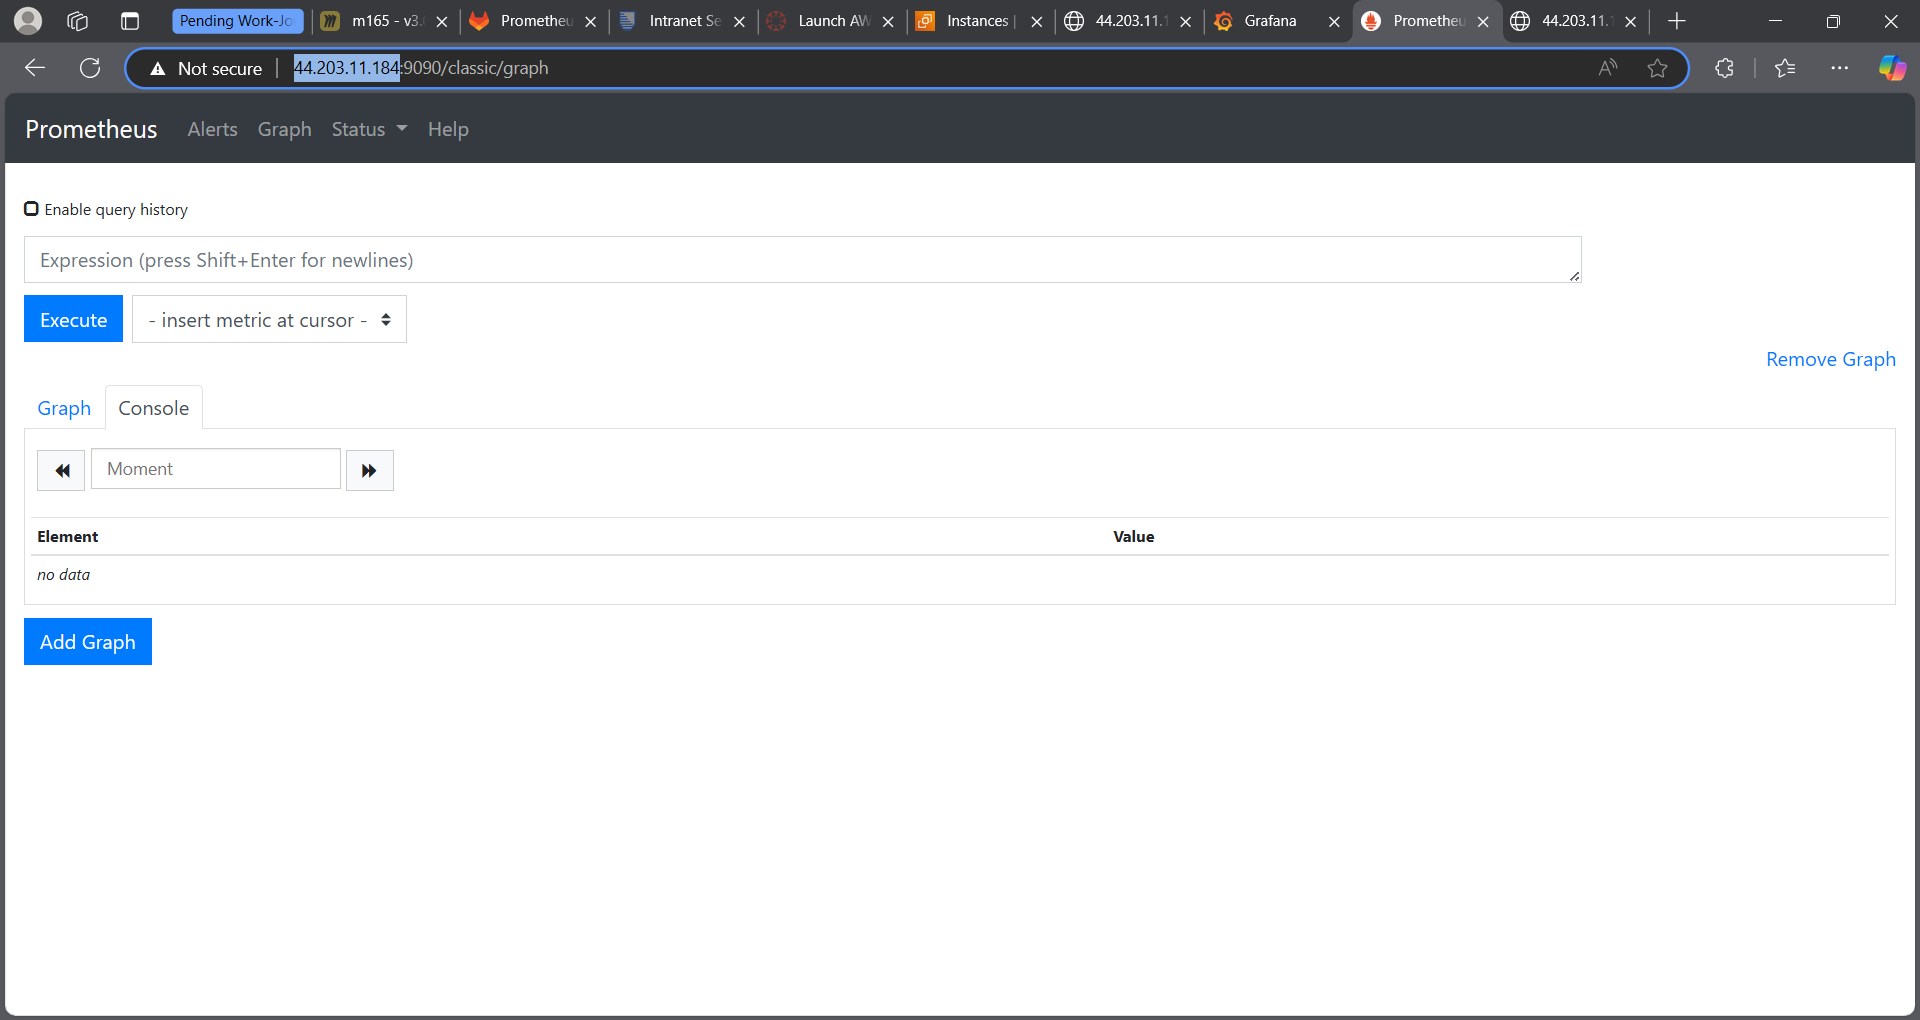 Pending Work-Jo
m165 - v3.
Prometheu
Intranet Se
Launch AW
Instances |
44.203.11.1
Grafana
Prometheu
44.203.11.1
Not secure
44.203.11.184:9090/classic/graph
Prometheus Alerts Graph Status Help
Enable query history
Expression (press Shift+Enter for newlines)
Execute - insert metric at cursor -
Remove Graph
Graph Console
Moment
Element Value
no data
Add Graph